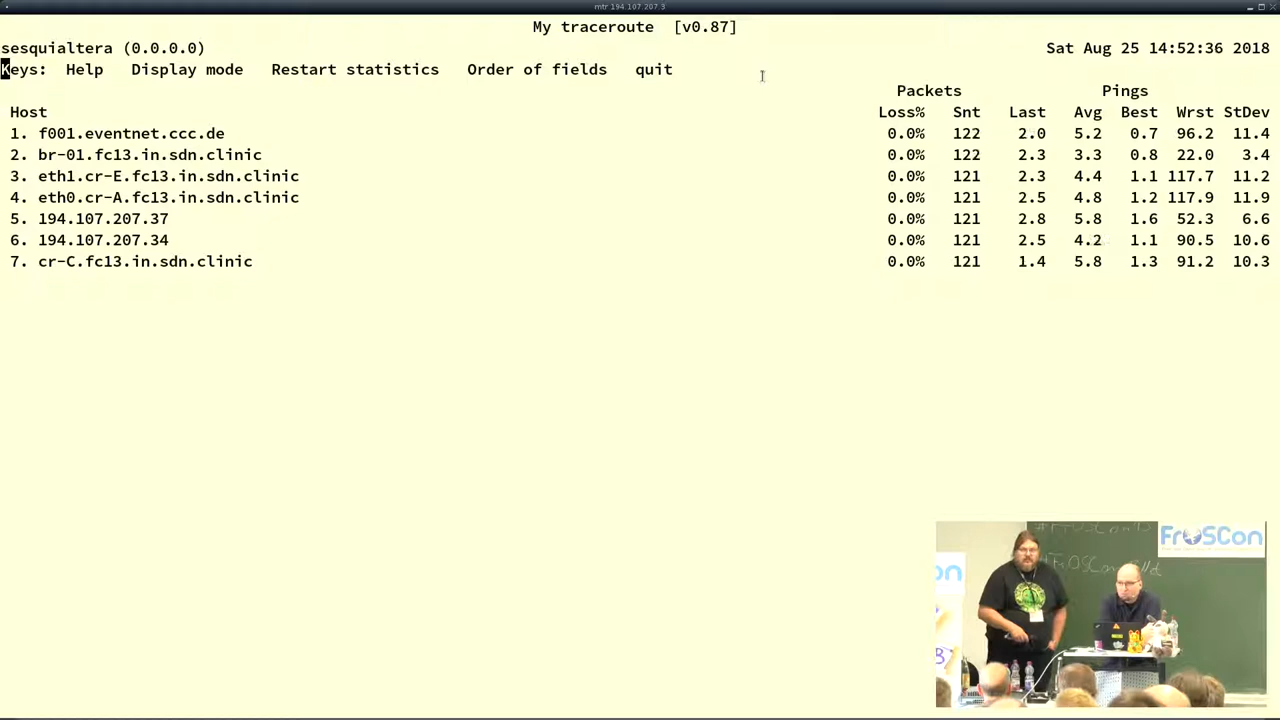 mtr 194.107.207.3
My traceroute [v0.87]
sesquialtera (0.0.0.0) Sat Aug 25 14:52:36 2018
Keys: Help Display mode Restart statistics Order of fields quit
Packets Pings
Host Loss% Snt Last Avg Best Wrst StDev
1. f001.eventnet.ccc.de 0.0% 122 2.0 5.2 0.7 96.2 11.4
2. br-01.fc13.in.sdn.clinic 0.0% 122 2.3 3.3 0.8 22.0 3.4
3. eth1.cr-E.fc13.in.sdn.clinic 0.0% 121 2.3 4.4 1.1 117.7 11.2
4. eth0.cr-A.fc13.in.sdn.clinic 0.0% 121 2.5 4.8 1.2 117.9 11.9
5. 194.107.207.37 0.0% 121 2.8 5.8 1.6 52.3 6.6
6. 194.107.207.34 0.0% 121 2.5 4.2 1.1 90.5 10.6
7. cr-C.fc13.in.sdn.clinic 0.0% 121 1.4 5.8 1.3 91.2 10.3
FrOSCon
on